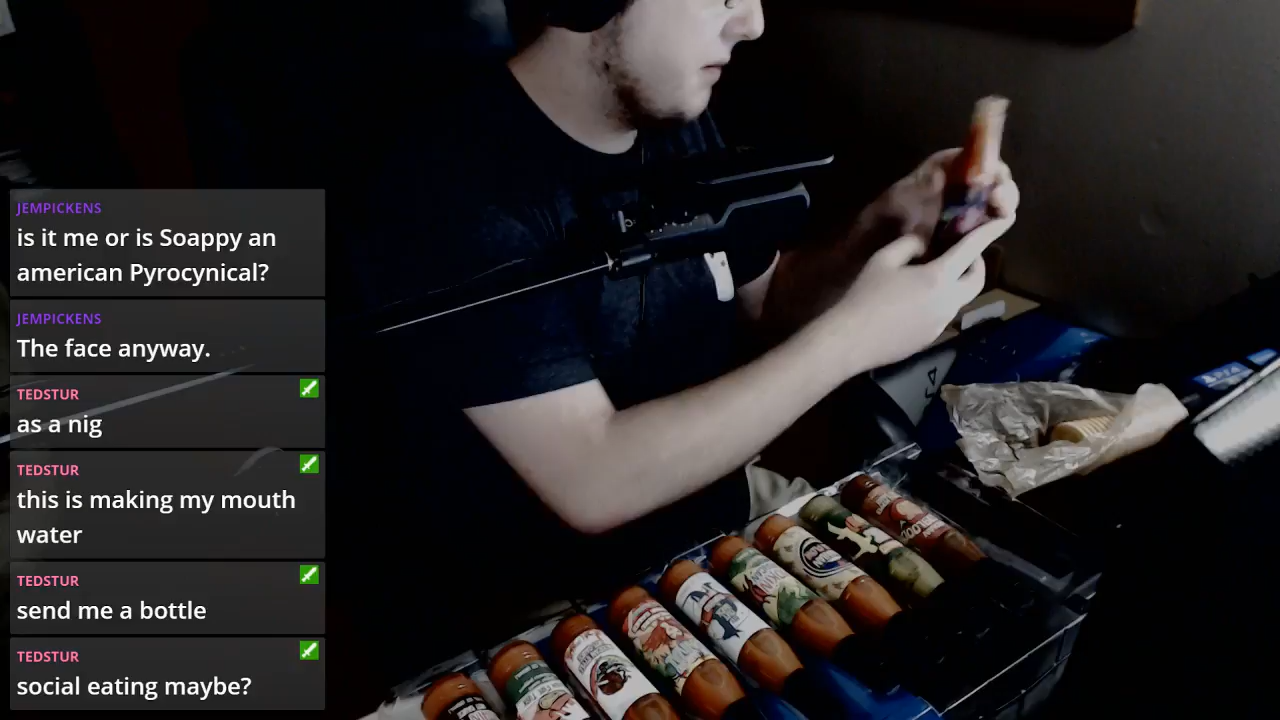 JEMPICKENS
is it me or is Soappy an
american Pyrocynical?
JEMPICKENS
The face anyway.
TEDSTUR
as a nig
TEDSTUR
this is making my mouth
water
TEDSTUR
send me a bottle
TEDSTUR
social eating maybe?